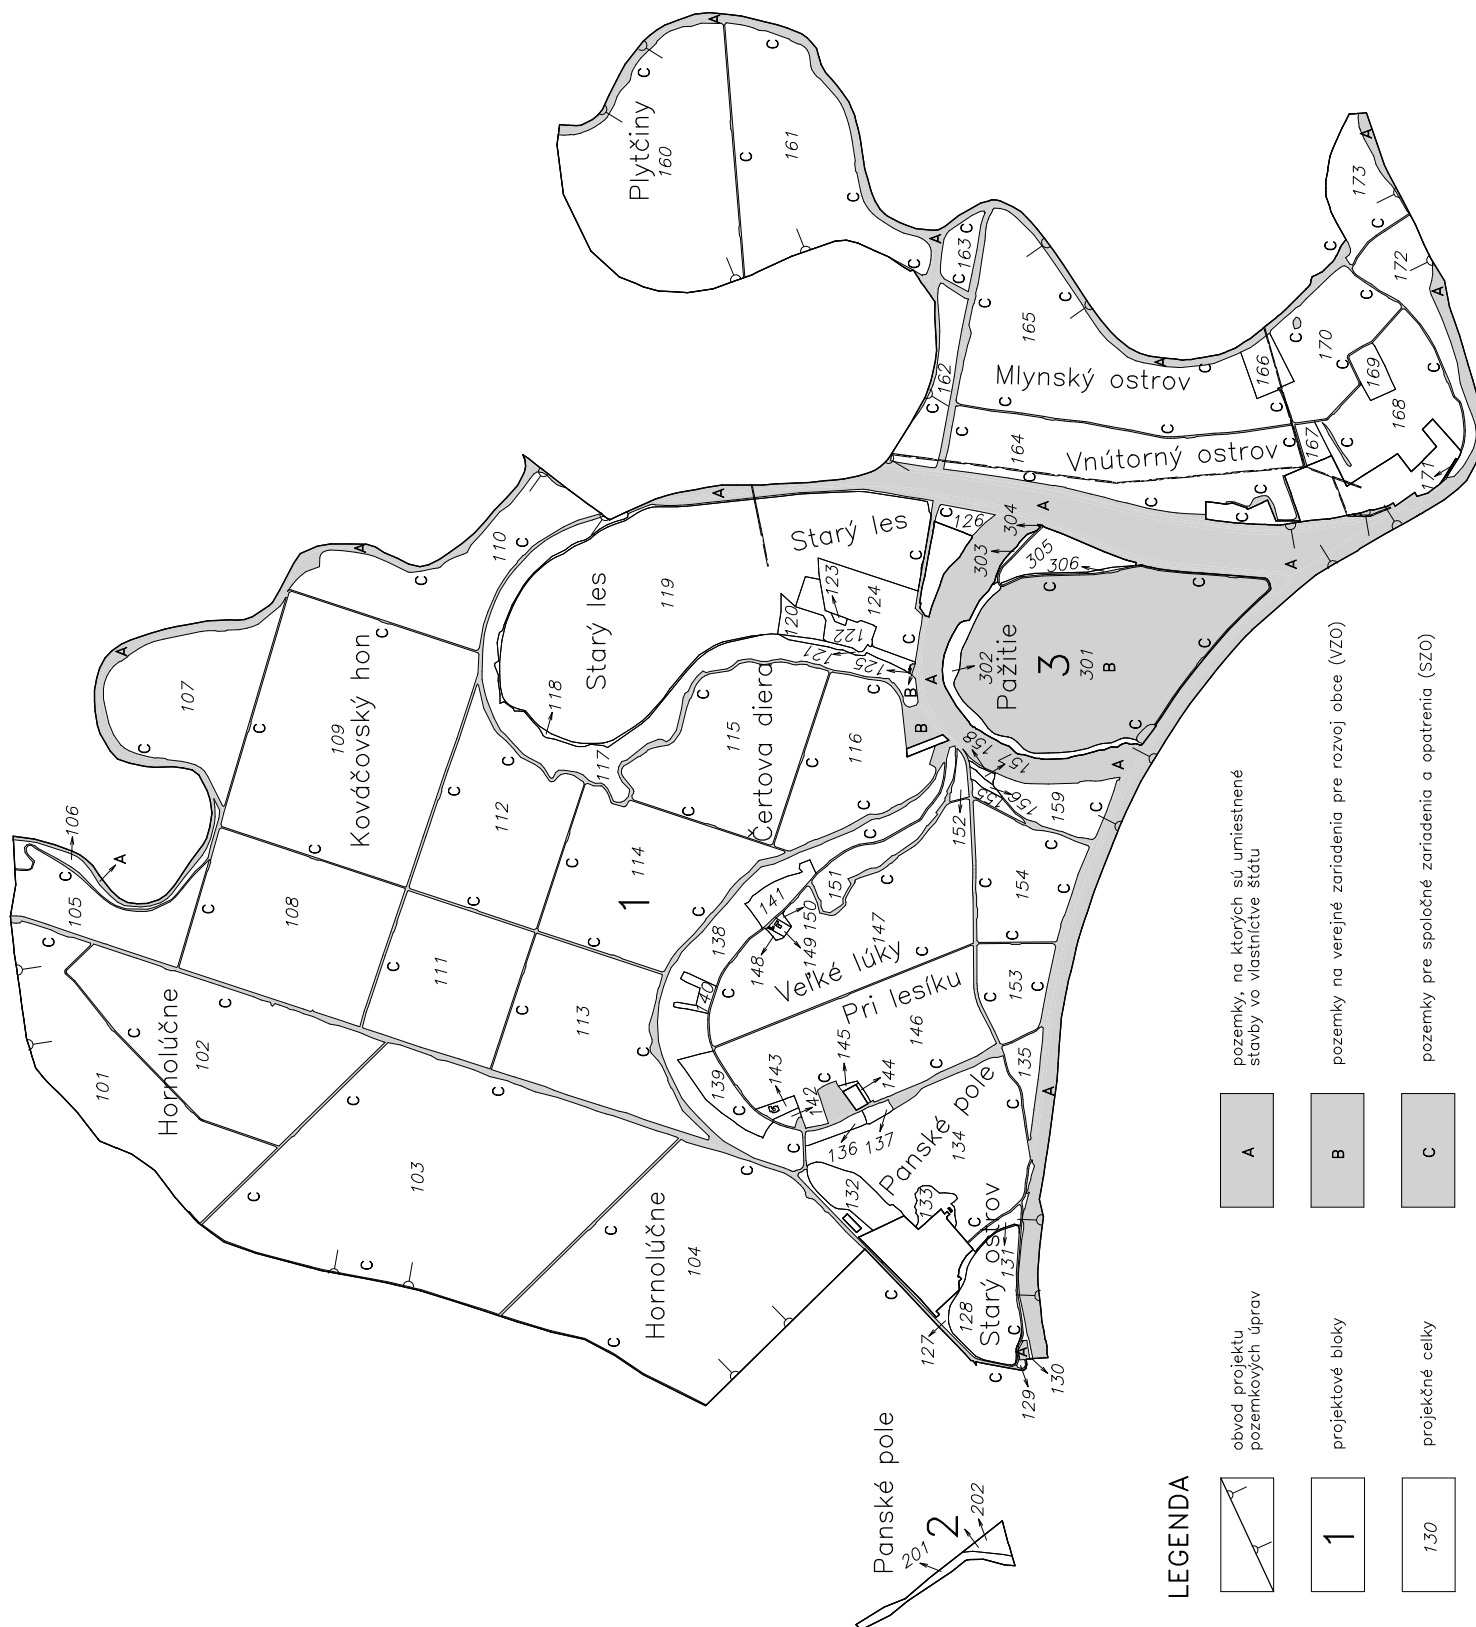 Plytčiny
160
161
A
C
C
C
C
A
163
C
C
C
162
C
165
Mlynský ostrov
164
Vnútorný ostrov
166
167
168
169
170
171
172
173
A
A
A
C
C
C
C
C
C
C
C
110
A
C
107
A
C
C
109
Kováčovský hon
C
106
A
105
C
C
108
C
C
111
C
112
C
C
113
C
114
C
1
C
C
117
118
119
Starý les
Starý les
A
120
121
122
123
124
125
126
C
C
C
115
Čertova diera
116
C
C
C
B
B
A
A
303
304
305
306
302
Pažitie
3
301
B
C
C
C
C
A
A
158
157
155
156
159
C
152
154
C
C
C
153
C
C
151
141
150
149
148
147
138
C
C
Veľké lúky
Pri lesíku
146
C
C
40
139
C
143
142
145
144
C
C
136
137
135
C
A
Panské pole
134
133
132
Starý ostrov
131
C
128
127
C
C
A
129
130
C
C
101
Hornolúčne
102
C
C
C
103
C
C
C
C
Hornolúčne
104
C
C
Panské pole
2
201
202
LEGENDA
obvod projektu
pozemkových úprav
1
projektové bloky
130
projekčné celky
A
pozemky, na ktorých sú umiestnené
stavby vo vlastníctve štátu
B
pozemky na verejné zariadenia pre rozvoj obce (VZO)
C
pozemky pre spoločné zariadenia a opatrenia (SZO)